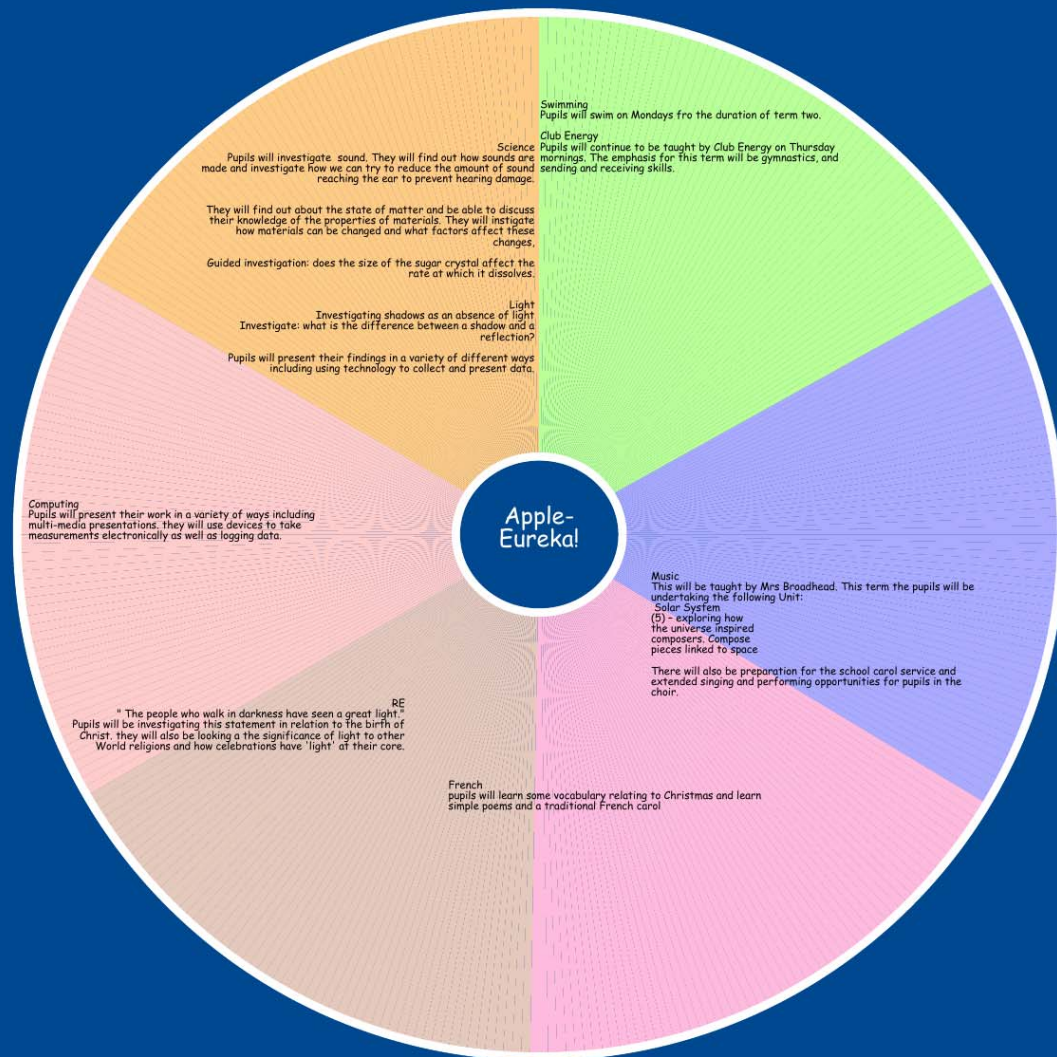 Swimming
Pupils will swim on Mondays fro the duration of term two.
Club Energy
Pupils will continue to be taught by Club Energy on Thursday
mornings. The emphasis for this term will be gymnastics, and
sending and receiving skills.
Science
Pupils will investigate sound. They will find out how sounds are
made and investigate how we can try to reduce the amount of sound
reaching the ear to prevent hearing damage.
They will find out about the state of matter and be able to discuss
their knowledge of the properties of materials. They will instigate
how materials can be changed and what factors affect these
changes,
Guided investigation: does the size of the sugar crystal affect the
rate at which it dissolves.
Light
Investigating shadows as an absence of light
Investigate: what is the difference between a shadow and a
reflection?
Pupils will present their findings in a variety of different ways
including using technology to collect and present data.
Computing
Pupils will present their work in a variety of ways including
multi-media presentations. they will use devices to take
measurements electronically as well as logging data.
Apple-
Eureka!
Music
This will be taught by Mrs Broadhead. This term the pupils will be
undertaking the following Unit:
Solar System
(5) – exploring how
the universe inspired
composers. Compose
pieces linked to space
There will also be preparation for the school carol service and
extended singing and performing opportunities for pupils in the
choir.
RE
" The people who walk in darkness have seen a great light."
Pupils will be investigating this statement in relation to the birth of
Christ. they will also be looking a the significance of light to other
World religions and how celebrations have 'light' at their core.
French
pupils will learn some vocabulary relating to Christmas and learn
simple poems and a traditional French carol